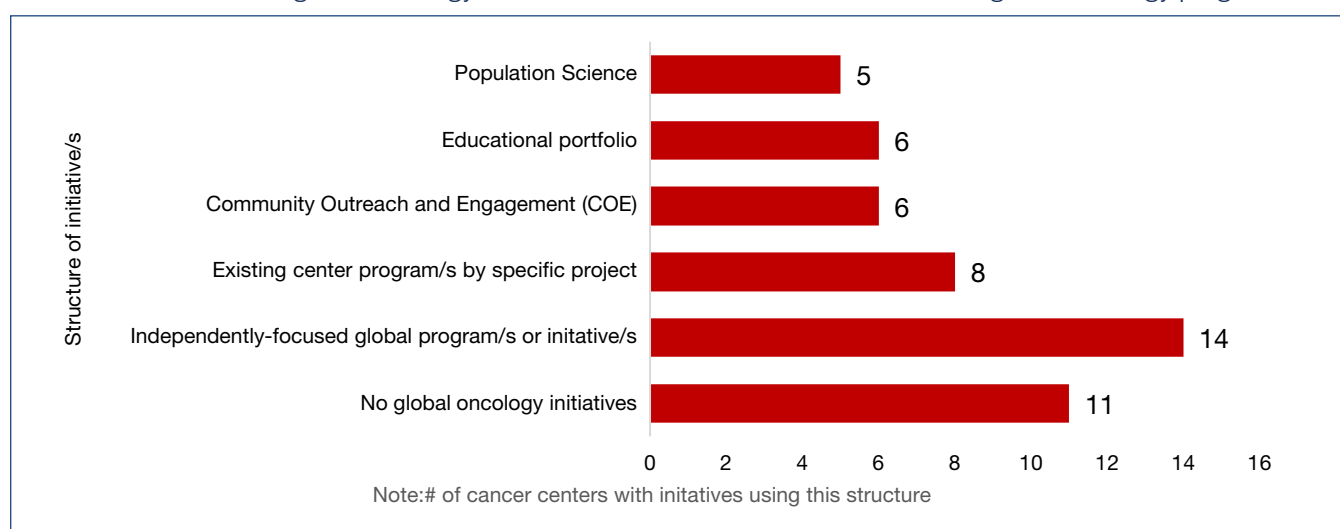 Structure of initiative/s
Population Science
5
Educational portfolio
6
Community Outreach and Engagement (COE)
6
Existing center program/s by specific project
8
Independently-focused global program/s or initative/s
14
No global oncology initiatives
11
0 2 4 6 8 10 12 14 16
Note:# of cancer centers with initatives using this structure